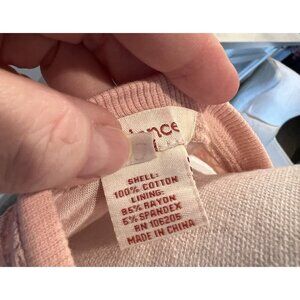 SHELL:
100% COTTON
LINING:
95% RAYON
5% SPANDEX
RN 106205
MADE IN CHINA